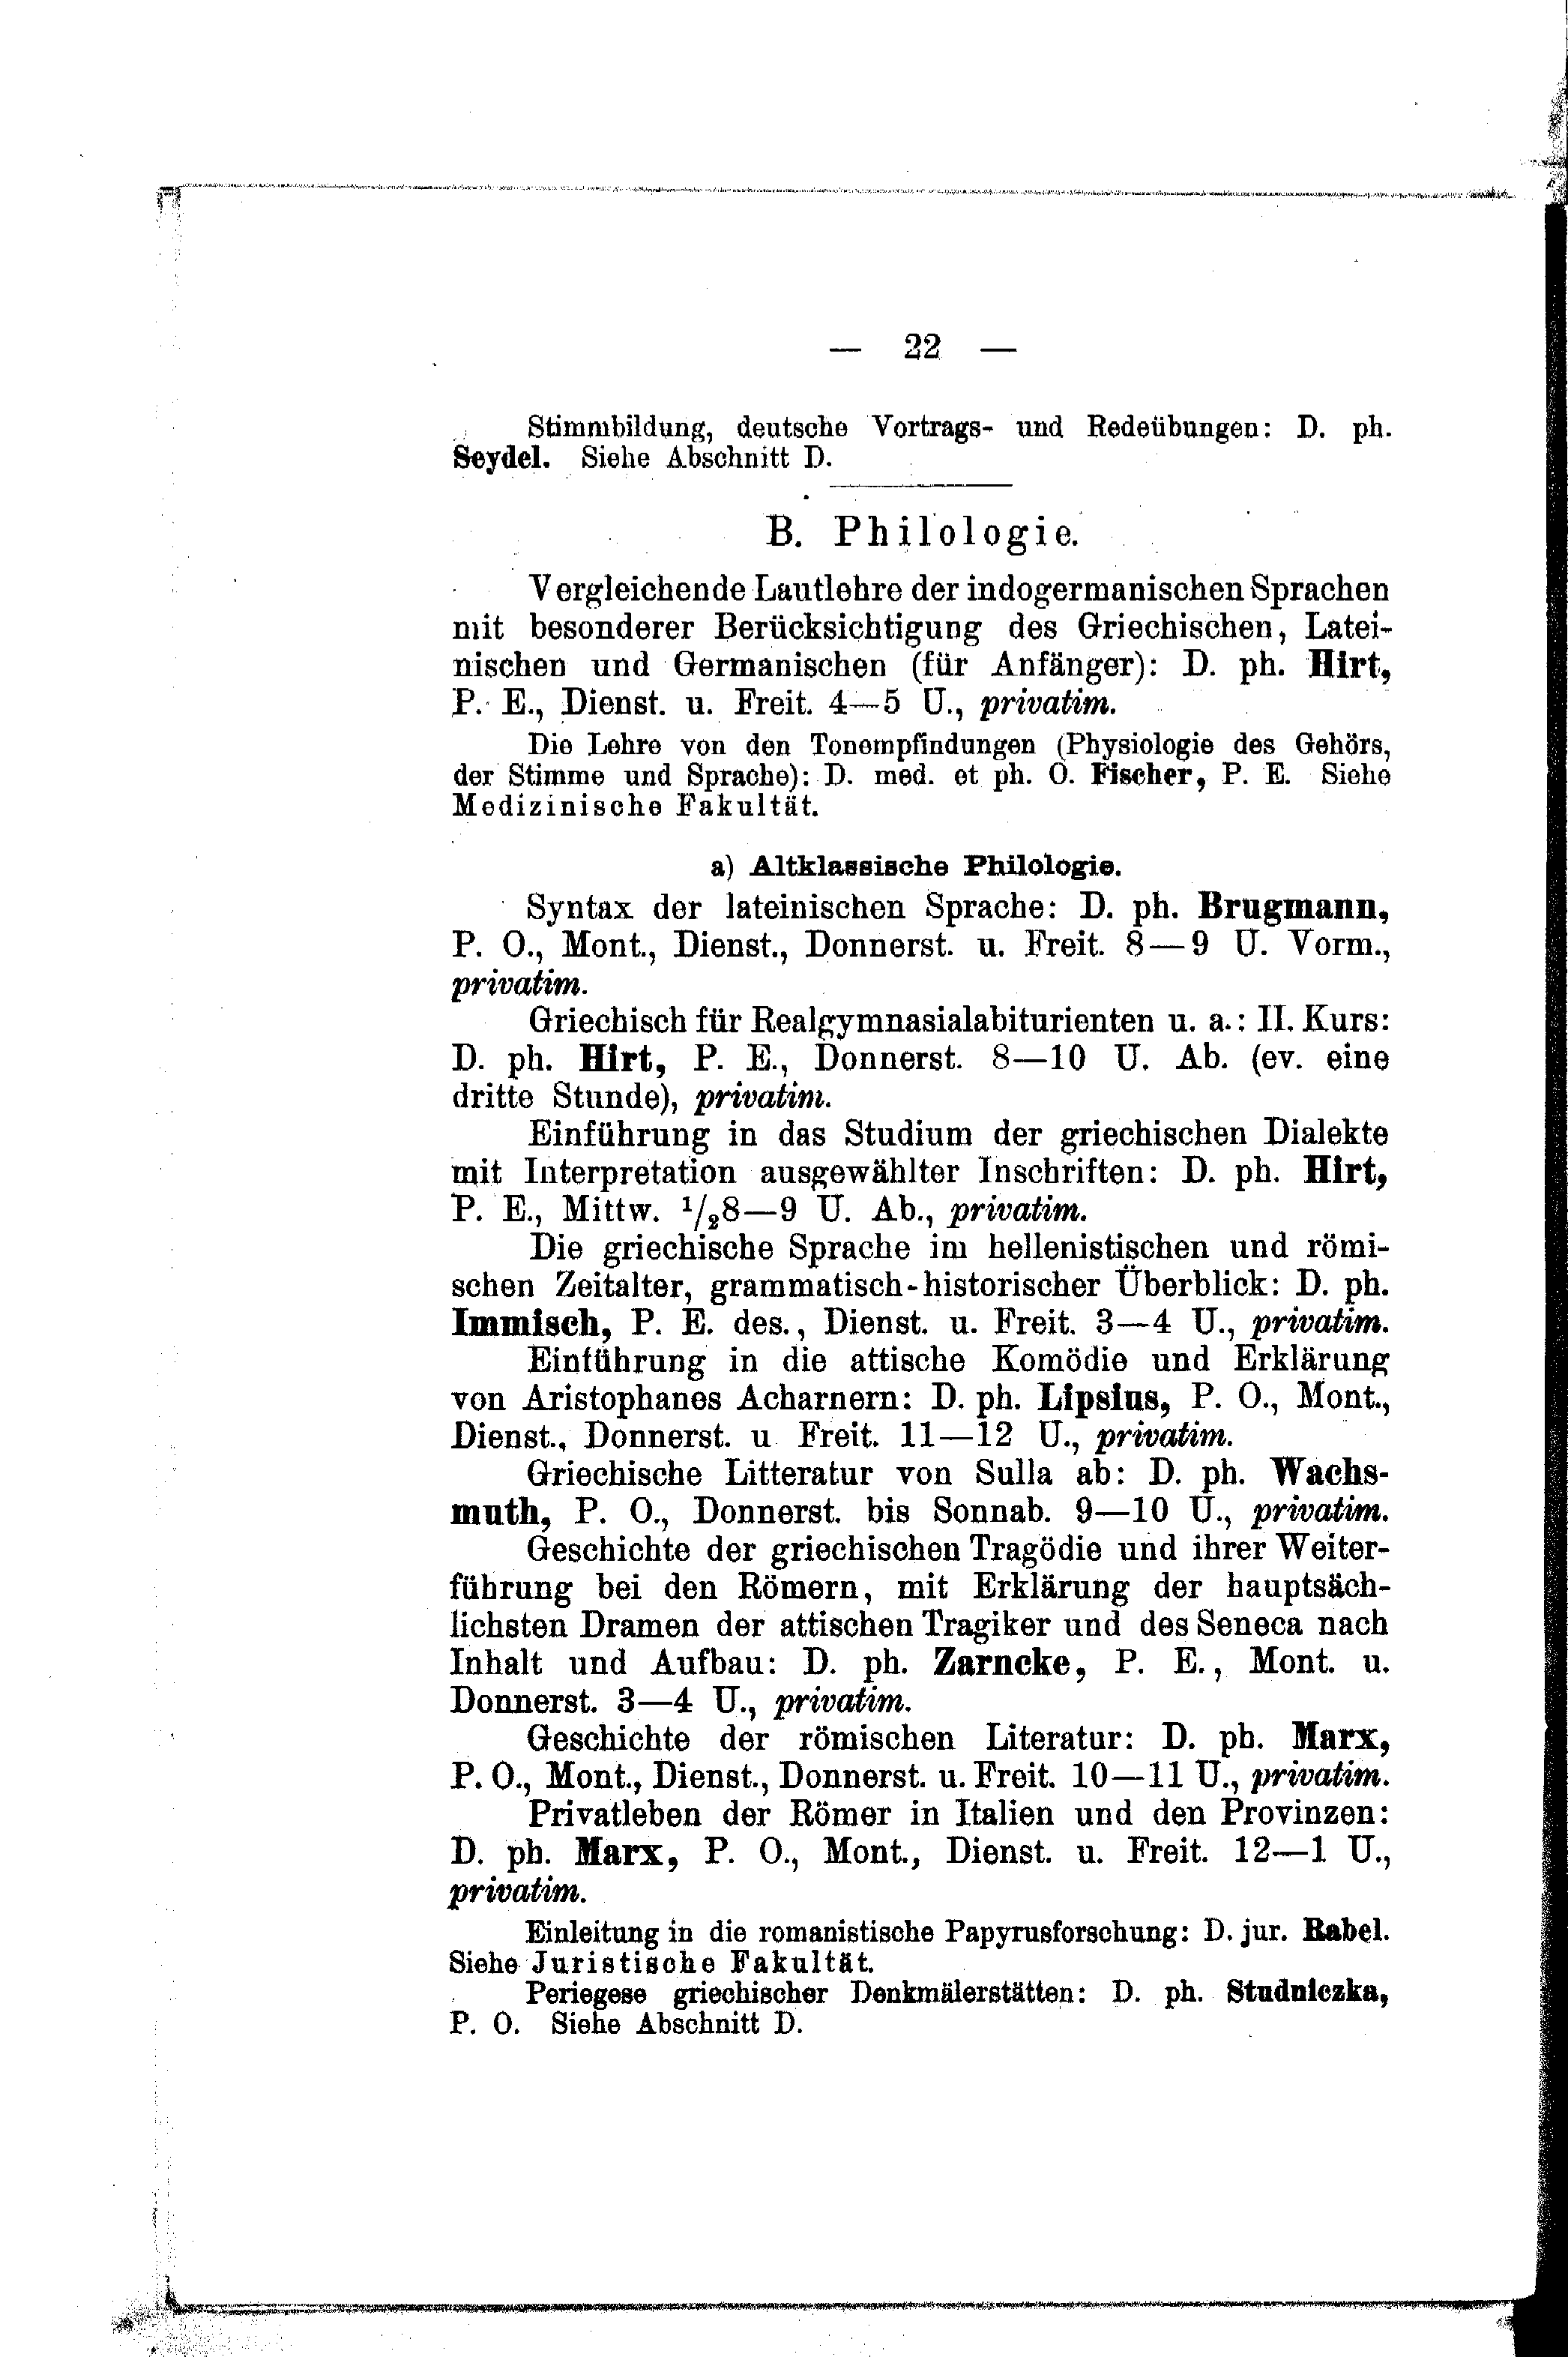 — 22 —
Stimmbildung, deutsche Vortrags- und Redeübungen: D. ph.
Seydel. Siehe Abschnitt D.
B. Philologie.
Vergleichende Lautlehre der indogermanischen Sprachen
mit besonderer Berücksichtigung des Griechischen, Latei-
nischen und Germanischen (für Anfänger): D. ph. Hirt,
P. E., Dienst. u. Freit. 4—5 U., privatim.
Die Lehre von den Tonempfindungen (Physiologie des Gehörs,
der Stimme und Sprache): D. med. et ph. O. Fischer, P. E. Siehe
Medizinische Fakultät.
a) Altklassische Philologie.
Syntax der lateinischen Sprache: D. ph. Brugmann,
P. O., Mont., Dienst., Donnerst. u. Freit. 8—9 U. Vorm.,
privatim.
Griechisch für Realgymnasialabiturienten u. a.: II. Kurs:
D. ph. Hirt, P. E., Donnerst. 8—10 U. Ab. (ev. eine
dritte Stunde), privatim.
Einführung in das Studium der griechischen Dialekte
mit Interpretation ausgewählter Inschriften: D. ph. Hirt,
P. E., Mittw. 1/28—9 U. Ab., privatim.
Die griechische Sprache im hellenistischen und römi-
schen Zeitalter, grammatisch-historischer Überblick: D. ph.
Immisch, P. E. des., Dienst. u. Freit. 3—4 U., privatim.
Einführung in die attische Komödie und Erklärung
von Aristophanes Acharnern: D. ph. Lipsius, P. O., Mont.,
Dienst., Donnerst. u Freit. 11—12 U., privatim.
Griechische Litteratur von Sulla ab: D. ph. Wachs-
muth, P. O., Donnerst. bis Sonnab. 9—10 U., privatim.
Geschichte der griechischen Tragödie und ihrer Weiter-
führung bei den Römern, mit Erklärung der hauptsäch-
lichsten Dramen der attischen Tragiker und des Seneca nach
Inhalt und Aufbau: D. ph. Zarncke, P. E., Mont. u.
Donnerst. 3—4 U., privatim.
Geschichte der römischen Literatur: D. ph. Marx,
P. O., Mont., Dienst., Donnerst. u. Freit. 10—11 U., privatim.
Privatleben der Römer in Italien und den Provinzen:
D. ph. Marx, P. O., Mont., Dienst. u. Freit. 12—1 U.,
privatim.
Einleitung in die romanistische Papyrusforschung: D. jur. Rabel.
Siehe Juristische Fakultät.
Periegese griechischer Denkmälerstätten: D. ph. Studniczka,
P. O. Siehe Abschnitt D.